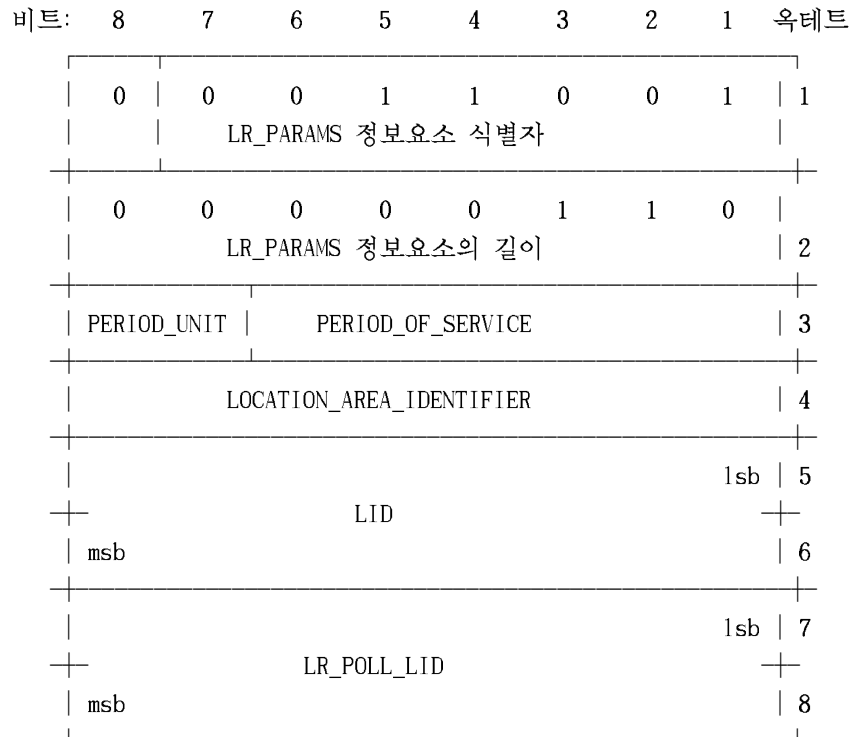 비트: 8 7 6 5 4 3 2 1 옥테트
0 0 0 1 1 0 0 1 1
LR_PARAMS 정보요소 식별자
0 0 0 0 0 1 1 0
LR_PARAMS 정보요소의 길이 2
PERIOD_UNIT PERIOD_OF_SERVICE 3
LOCATION_AREA_IDENTIFIER 4
lsb 5
LID
msb 6
lsb 7
LR_POLL_LID
msb 8